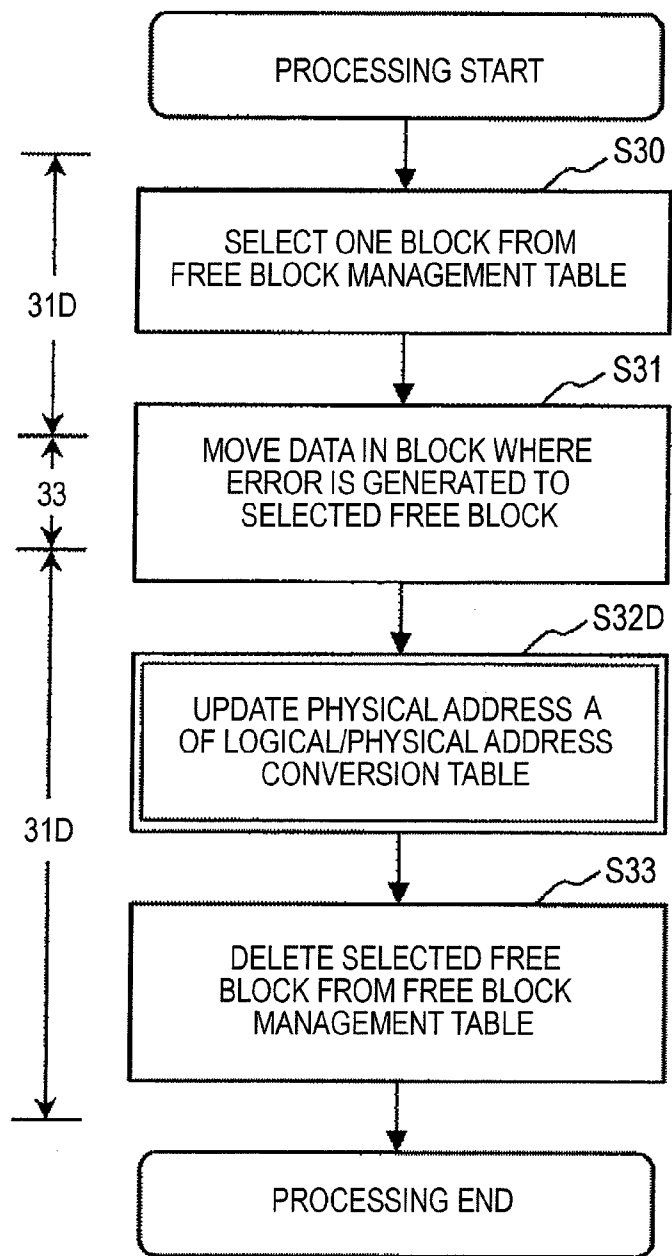 PROCESSING START
S30
SELECT ONE BLOCK FROM
FREE BLOCK MANAGEMENT TABLE
31D
S31
MOVE DATA IN BLOCK WHERE
ERROR IS GENERATED TO
SELECTED FREE BLOCK
33
S32D
UPDATE PHYSICAL ADDRESS A
OF LOGICAL/PHYSICAL ADDRESS
CONVERSION TABLE
31D
S33
DELETE SELECTED FREE
BLOCK FROM FREE BLOCK
MANAGEMENT TABLE
PROCESSING END